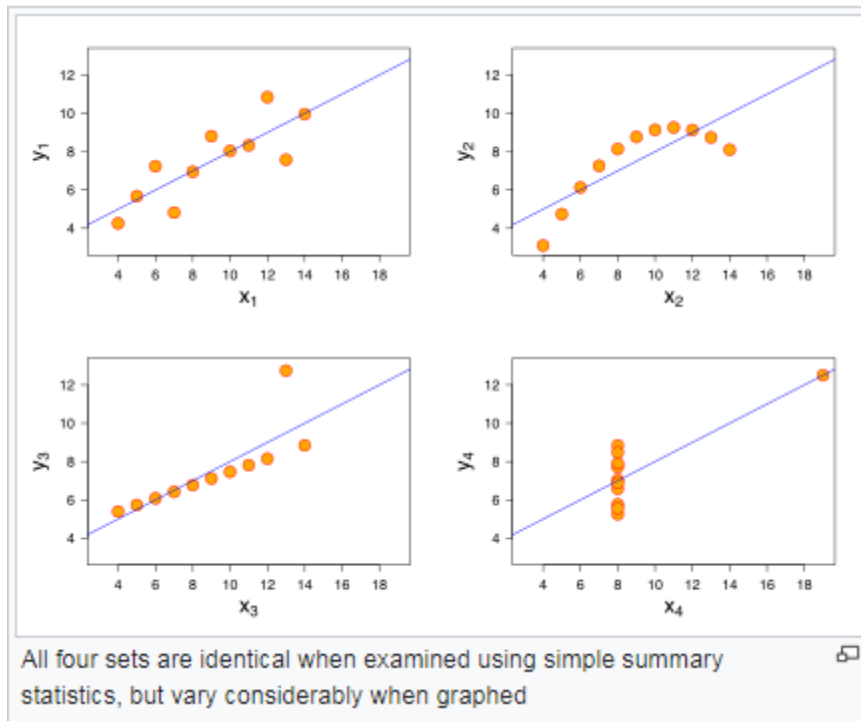 12
10
8
6
4
y1
4 6 8 10 12 14 16 18
x1
12
10
8
6
4
y2
4 6 8 10 12 14 16 18
x2
12
10
8
6
4
y3
4 6 8 10 12 14 16 18
x3
12
10
8
6
4
y4
4 6 8 10 12 14 16 18
x4
All four sets are identical when examined using simple summary
statistics, but vary considerably when graphed